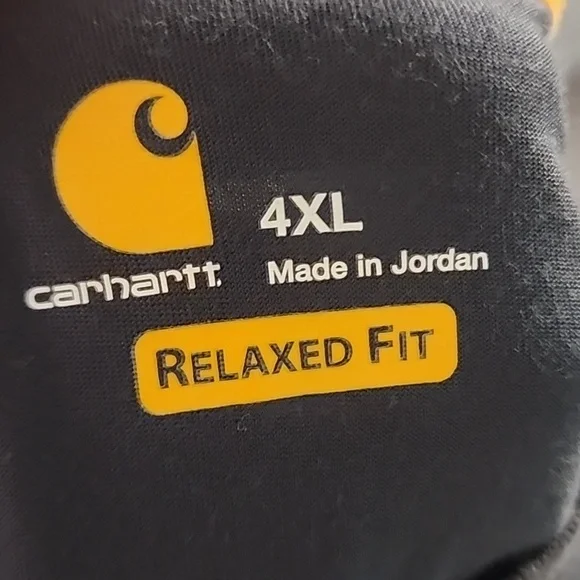 4XL
carhartt.
Made in Jordan
RELAXED FIT